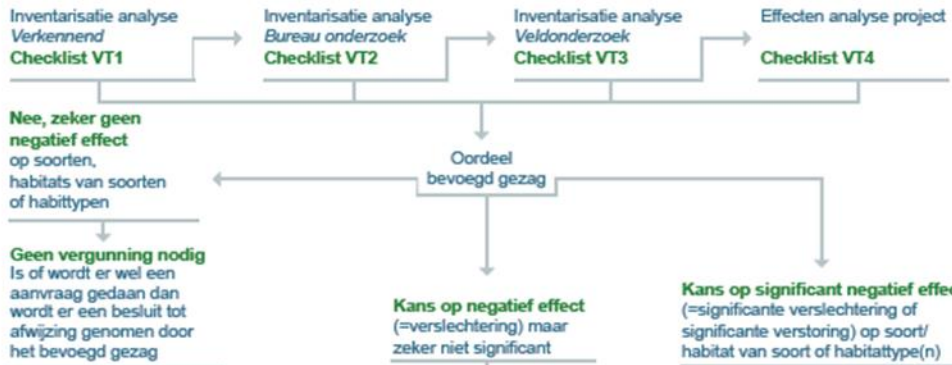 Inventarisatie analyse
Verkennend
Checklist VT1
Inventarisatie analyse
Bureau onderzoek
Checklist VT2
Inventarisatie analyse
Veldonderzoek
Checklist VT3
Effecten analyse project
Checklist VT4
Nee, zeker geen
negatief effect
op soorten,
habitats van soorten
of habittypen
Oordeel
bevoegd gezag
Geen vergunning nodig
Is of wordt er wel een
aanvraag gedaan dan
wordt er een besluit tot
afwijzing genomen door
het bevoegd gezag
Kans op negatief effect
(=verslechtering) maar
zeker niet significant
Kans op significant negatief effec
(=significante verslechtering of
significante verstoring) op soort/
habitat van soort of habitattype(n)